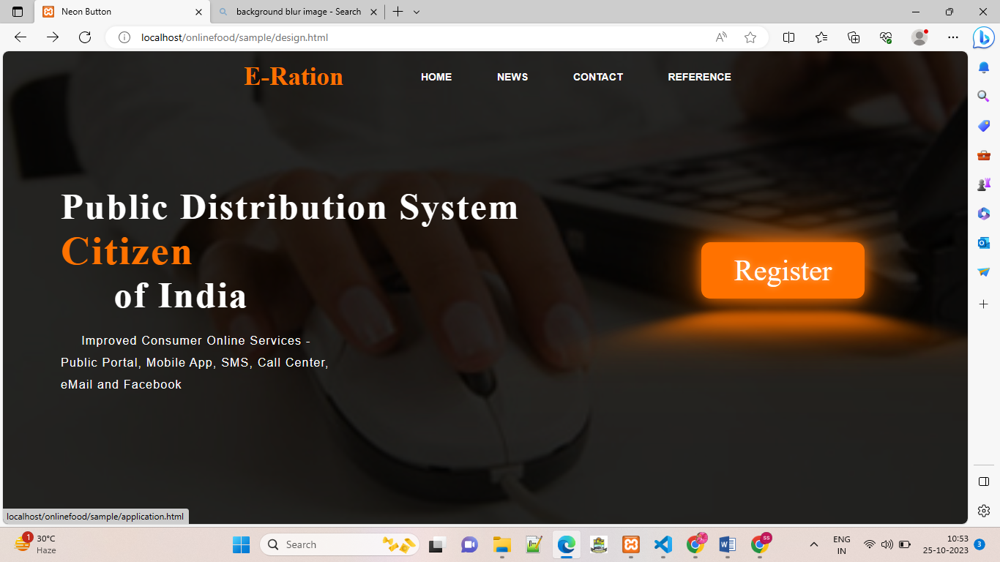 Neon Button
background blur image - Search
localhost/onlinefood/sample/design.html
E-Ration
HOME NEWS CONTACT REFERENCE
Public Distribution System
Citizen
of India
Register
Improved Consumer Online Services -
Public Portal, Mobile App, SMS, Call Center,
eMail and Facebook
localhost/onlinefood/sample/application.html
1
30°C
Haze
Search
SS
ENG
IN
10:53
25-10-2023
3